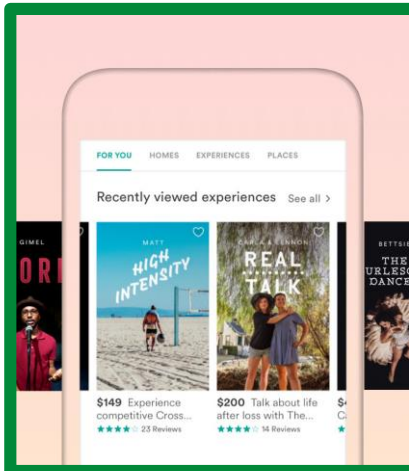 FOR YOU HOMES EXPERIENCES PLACES
Recently viewed experiences See all >
GIMEL
MATT
HIGH
INTENSITY
CARLA & LENNON
REAL
TALK
BETTSIE
THE
URLESQ
DANCE
$149 Experience
competitive Cross...
23 Reviews
$200 Talk about life
after loss with The...
14 Reviews